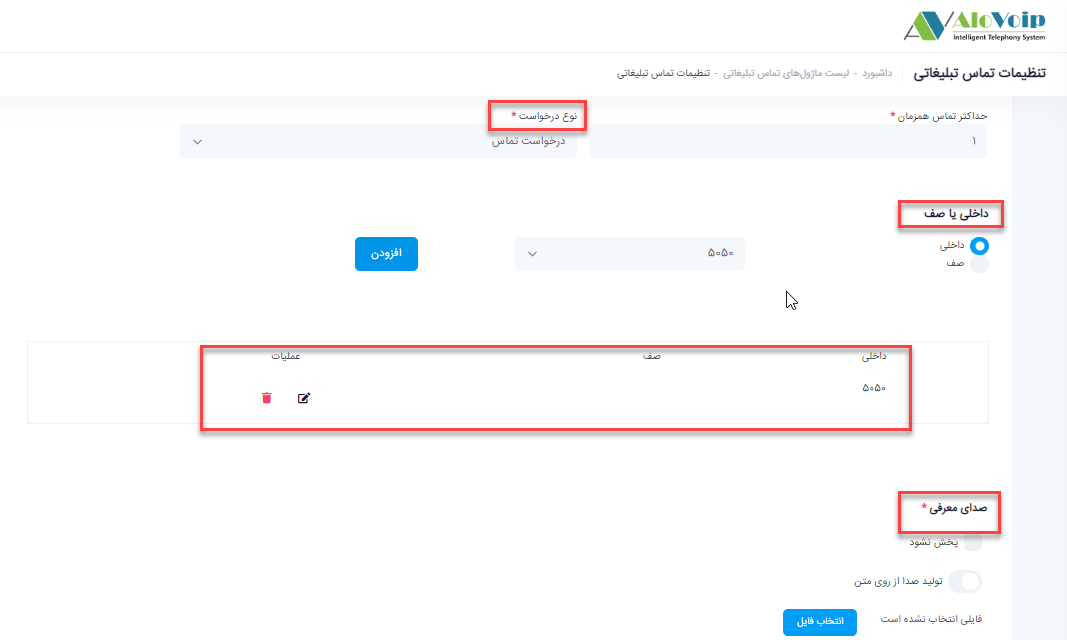 AloVoip
Intelligent Telephony System
تنظیمات تماس تبلیغاتی
داشبورد - لیست ماژول‌های تماس تبلیغاتی - تنظیمات تماس تبلیغاتی
حداکثر تماس همزمان *
نوع درخواست *
۱
درخواست تماس
داخلی یا صف
داخلی
صف
۵۰۵۰
افزودن
داخلی صف عملیات
۵۰۵۰
صدای معرفی *
پخش نشود
تولید صدا از روی متن
فایلی انتخاب نشده است
انتخاب فایل